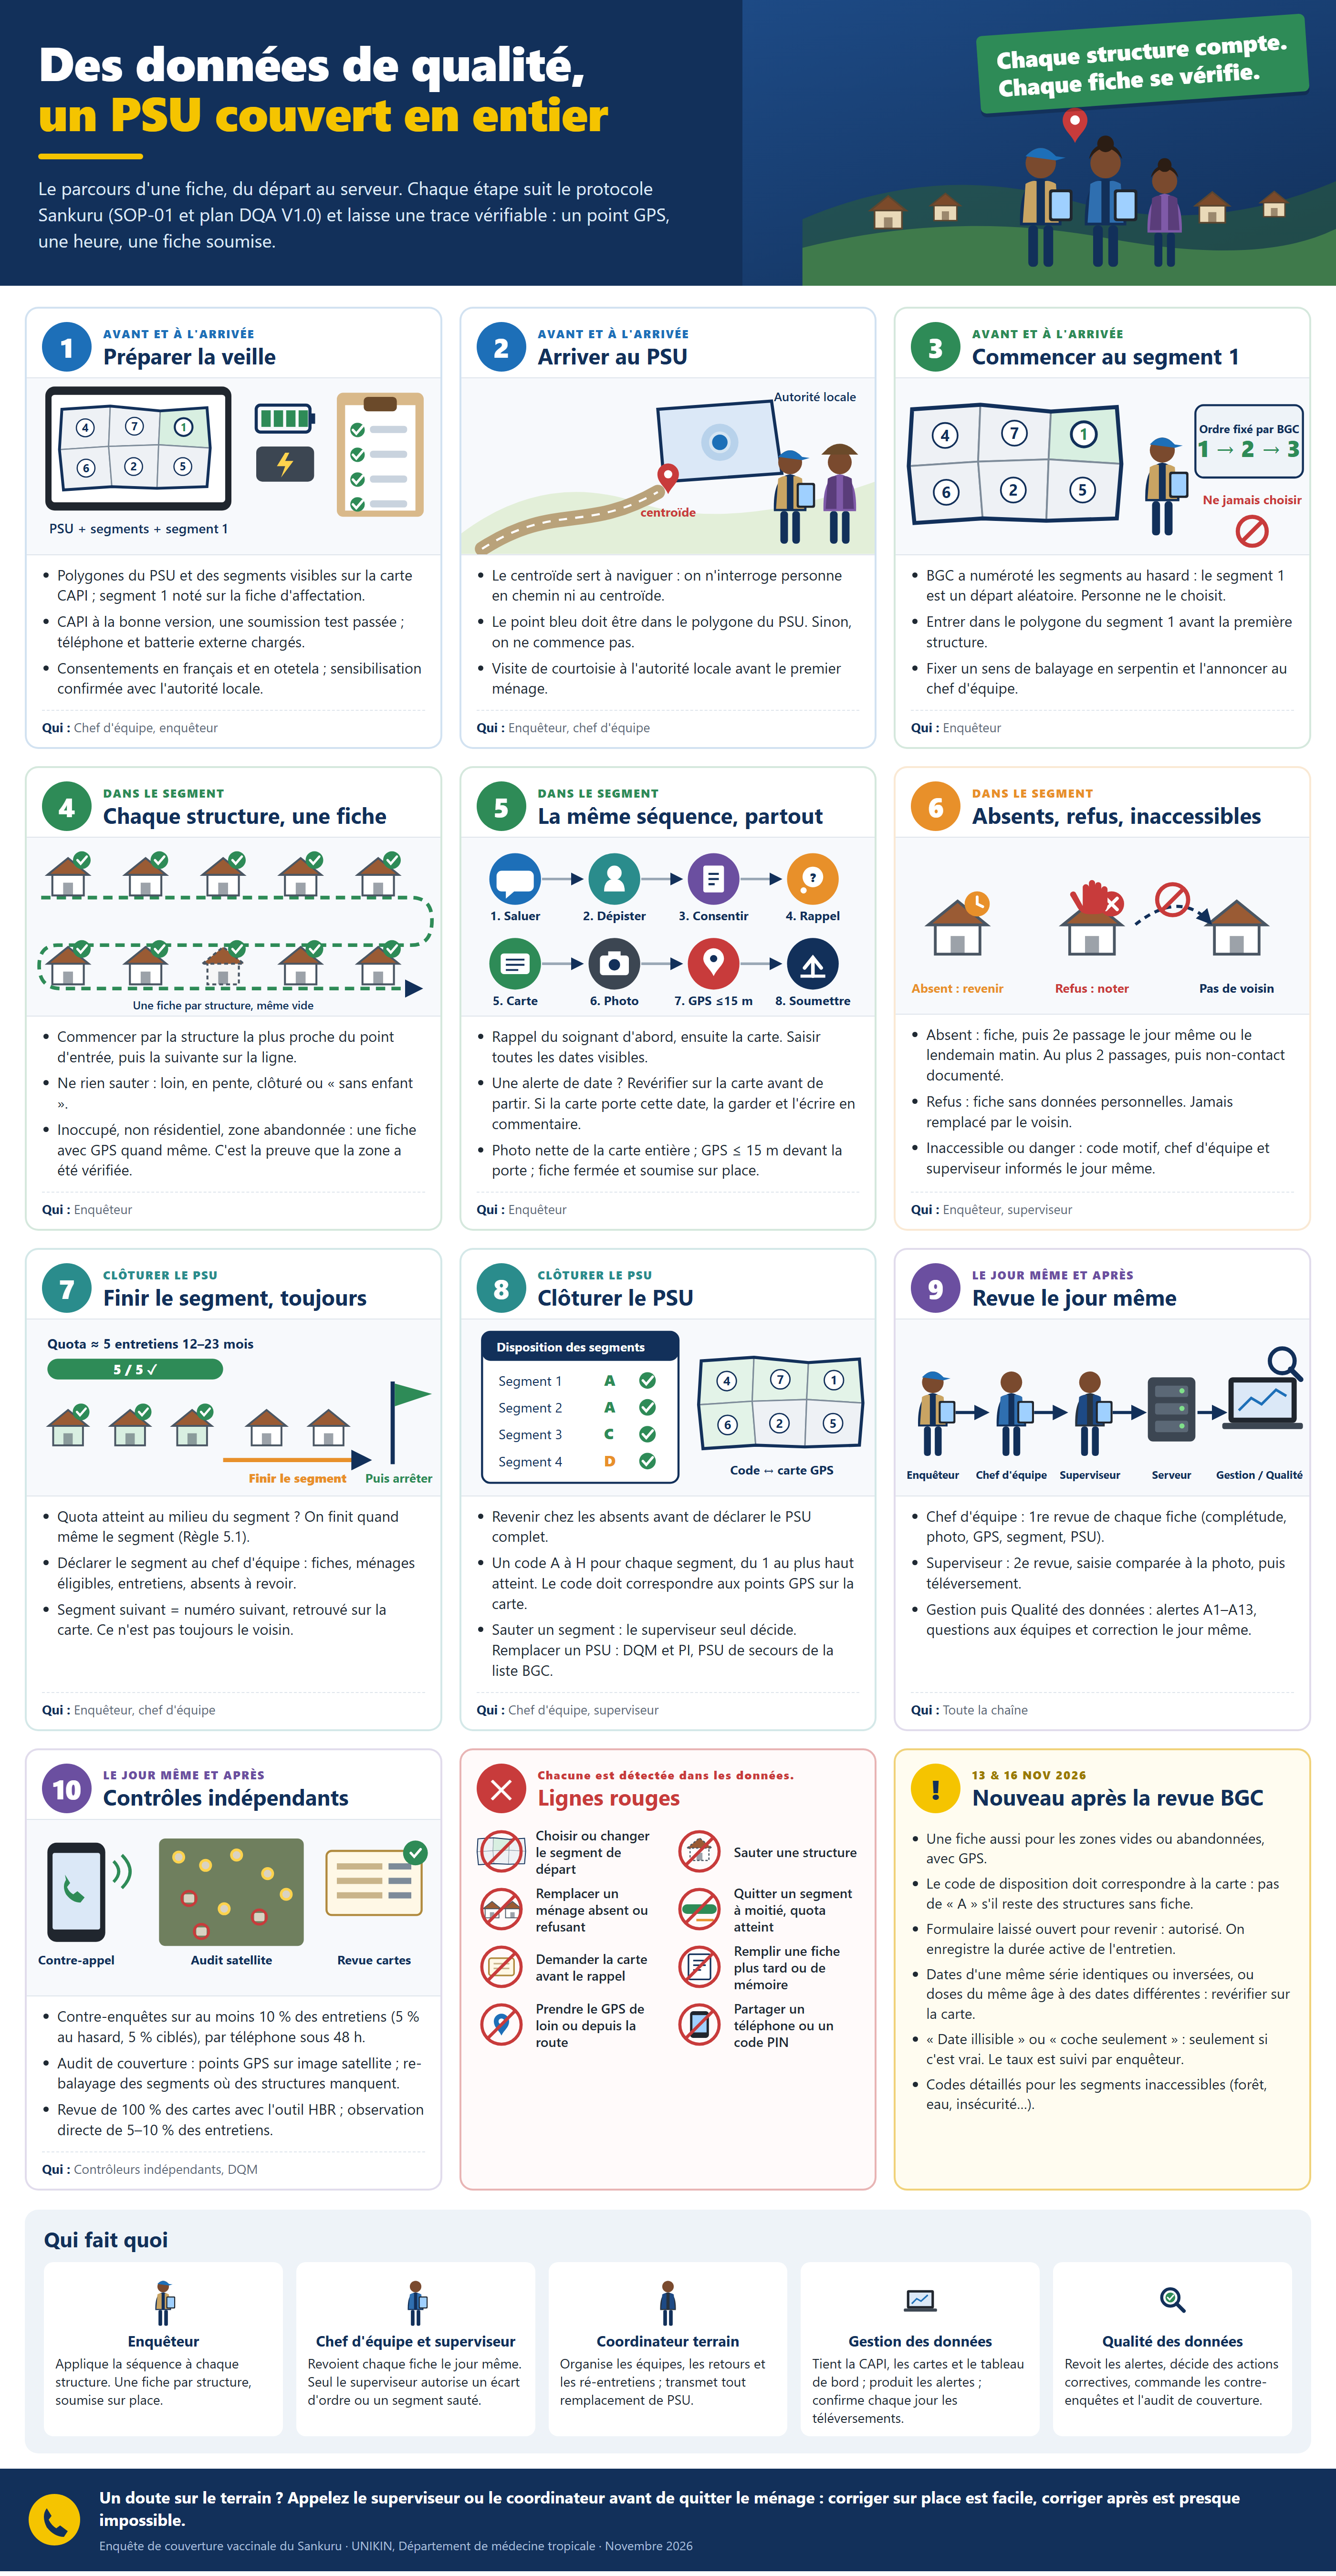 Des données de qualité,
un PSU couvert en entier
Le parcours d'une fiche, du départ au serveur. Chaque étape suit le protocole
Sankuru (SOP-01 et plan DQA V1.0) et laisse une trace vérifiable : un point GPS,
une heure, une fiche soumise.
Chaque structure compte.
Chaque fiche se vérifie.
1
AVANT ET À L'ARRIVÉE
Préparer la veille
4
7
1
6
2
5
PSU + segments + segment 1
• Polygones du PSU et des segments visibles sur la carte
CAPI ; segment 1 noté sur la fiche d'affectation.
• CAPI à la bonne version, une soumission test passée ;
téléphone et batterie externe chargés.
• Consentements en français et en otetela ; sensibilisation
confirmée avec l'autorité locale.
Qui : Chef d'équipe, enquêteur
2
AVANT ET À L'ARRIVÉE
Arriver au PSU
Autorité locale
centroïde
• Le centroïde sert à naviguer : on n'interroge personne
en chemin ni au centroïde.
• Le point bleu doit être dans le polygone du PSU. Sinon,
on ne commence pas.
• Visite de courtoisie à l'autorité locale avant le premier
ménage.
Qui : Enquêteur, chef d'équipe
3
AVANT ET À L'ARRIVÉE
Commencer au segment 1
4
7
1
6
2
5
Ordre fixé par BGC
1 → 2 → 3
Ne jamais choisir
• BGC a numéroté les segments au hasard : le segment 1
est un départ aléatoire. Personne ne le choisit.
• Entrer dans le polygone du segment 1 avant la première
structure.
• Fixer un sens de balayage en serpentin et l'annoncer au
chef d'équipe.
Qui : Enquêteur
4
DANS LE SEGMENT
Chaque structure, une fiche
Une fiche par structure, même vide
• Commencer par la structure la plus proche du point
d'entrée, puis la suivante sur la ligne.
• Ne rien sauter : loin, en pente, clôturé ou « sans enfant
».
• Inoccupé, non résidentiel, zone abandonnée : une fiche
avec GPS quand même. C'est la preuve que la zone a
été vérifiée.
Qui : Enquêteur
5
DANS LE SEGMENT
La même séquence, partout
?
1. Saluer
2. Dépister
3. Consentir
4. Rappel
5. Carte
6. Photo
7. GPS ≤15 m
8. Soumettre
• Rappel du soignant d'abord, ensuite la carte. Saisir
toutes les dates visibles.
• Une alerte de date ? Revérifier sur la carte avant de
partir. Si la carte porte cette date, la garder et l'écrire en
commentaire.
• Photo nette de la carte entière ; GPS ≤ 15 m devant la
porte ; fiche fermée et soumise sur place.
Qui : Enquêteur
6
DANS LE SEGMENT
Absents, refus, inaccessibles
Absent : revenir
Refus : noter
Pas de voisin
• Absent : fiche, puis 2e passage le jour même ou le
lendemain matin. Au plus 2 passages, puis non-contact
documenté.
• Refus : fiche sans données personnelles. Jamais
remplacé par le voisin.
• Inaccessible ou danger : code motif, chef d'équipe et
superviseur informés le jour même.
Qui : Enquêteur, superviseur
7
CLÔTURER LE PSU
Finir le segment, toujours
Quota ≈ 5 entretiens 12–23 mois
5 / 5 ✓
Finir le segment
Puis arrêter
• Quota atteint au milieu du segment ? On finit quand
même le segment (Règle 5.1).
• Déclarer le segment au chef d'équipe : fiches, ménages
éligibles, entretiens, absents à revoir.
• Segment suivant = numéro suivant, retrouvé sur la
carte. Ce n'est pas toujours le voisin.
Qui : Enquêteur, chef d'équipe
8
CLÔTURER LE PSU
Clôturer le PSU
Disposition des segments
Segment 1 A
Segment 2 A
Segment 3 C
Segment 4 D
4
7
1
6
2
5
Code ↔ carte GPS
• Revenir chez les absents avant de déclarer le PSU
complet.
• Un code A à H pour chaque segment, du 1 au plus haut
atteint. Le code doit correspondre aux points GPS sur la
carte.
• Sauter un segment : le superviseur seul décide.
Remplacer un PSU : DQM et PI, PSU de secours de la
liste BGC.
Qui : Chef d'équipe, superviseur
9
LE JOUR MÊME ET APRÈS
Revue le jour même
Enquêteur
Chef d'équipe
Superviseur
Serveur
Gestion / Qualité
• Chef d'équipe : 1re revue de chaque fiche (complétude,
photo, GPS, segment, PSU).
• Superviseur : 2e revue, saisie comparée à la photo, puis
téléversement.
• Gestion puis Qualité des données : alertes A1–A13,
questions aux équipes et correction le jour même.
Qui : Toute la chaîne
10
LE JOUR MÊME ET APRÈS
Contrôles indépendants
Contre-appel
Audit satellite
Revue cartes
• Contre-enquêtes sur au moins 10 % des entretiens (5 %
au hasard, 5 % ciblés), par téléphone sous 48 h.
• Audit de couverture : points GPS sur image satellite ; re-
balayage des segments où des structures manquent.
• Revue de 100 % des cartes avec l'outil HBR ; observation
directe de 5–10 % des entretiens.
Qui : Contrôleurs indépendants, DQM
Chacune est détectée dans les données.
Lignes rouges
Choisir ou changer
le segment de
départ
Sauter une structure
Remplacer un
ménage absent ou
refusant
Quitter un segment
à moitié, quota
atteint
Demander la carte
avant le rappel
Remplir une fiche
plus tard ou de
mémoire
Prendre le GPS de
loin ou depuis la
route
Partager un
téléphone ou un
code PIN
!
13 & 16 NOV 2026
Nouveau après la revue BGC
• Une fiche aussi pour les zones vides ou abandonnées,
avec GPS.
• Le code de disposition doit correspondre à la carte : pas
de « A » s'il reste des structures sans fiche.
• Formulaire laissé ouvert pour revenir : autorisé. On
enregistre la durée active de l'entretien.
• Dates d'une même série identiques ou inversées, ou
doses du même âge à des dates différentes : revérifier sur
la carte.
• « Date illisible » ou « coche seulement » : seulement si
c'est vrai. Le taux est suivi par enquêteur.
• Codes détaillés pour les segments inaccessibles (forêt,
eau, insécurité…).
Qui fait quoi
Enquêteur
Applique la séquence à chaque
structure. Une fiche par structure,
soumise sur place.
Chef d'équipe et superviseur
Revoient chaque fiche le jour même.
Seul le superviseur autorise un écart
d'ordre ou un segment sauté.
Coordinateur terrain
Organise les équipes, les retours et
les ré-entretiens ; transmet tout
remplacement de PSU.
Gestion des données
Tient la CAPI, les cartes et le tableau
de bord ; produit les alertes ;
confirme chaque jour les
téléversements.
Qualité des données
Revoit les alertes, décide des actions
correctives, commande les contre-
enquêtes et l'audit de couverture.
Un doute sur le terrain ? Appelez le superviseur ou le coordinateur avant de quitter le ménage : corriger sur place est facile, corriger après est presque
impossible.
Enquête de couverture vaccinale du Sankuru · UNIKIN, Département de médecine tropicale · Novembre 2026